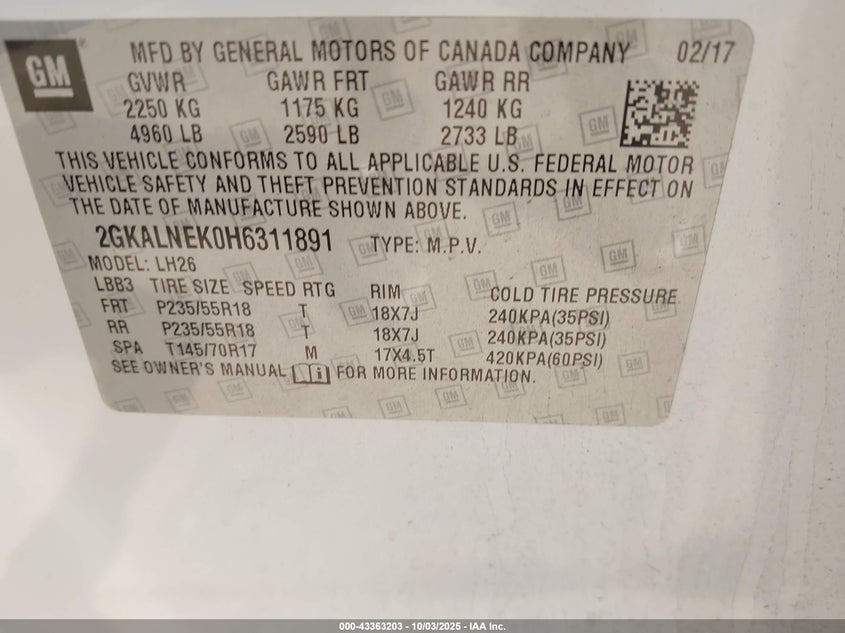 GM
MFD BY GENERAL MOTORS OF CANADA COMPANY 02/17
GVWR GAWR FRT GAWR RR
2250 KG 1175 KG 1240 KG
4960 LB 2590 LB 2733 LB
THIS VEHICLE CONFORMS TO ALL APPLICABLE U.S. FEDERAL MOTOR
VEHICLE SAFETY AND THEFT PREVENTION STANDARDS IN EFFECT ON
THE DATE OF MANUFACTURE SHOWN ABOVE.
2GKALNEK0H6311891 TYPE: M.P.V.
MODEL: LH26
LBB3 TIRE SIZE SPEED RTG RIM COLD TIRE PRESSURE
FRT P235/55R18 T 18X7J 240KPA(35PSI)
RR P235/55R18 T 18X7J 240KPA(35PSI)
SPA T145/70R17 M 17X4.5T 420KPA(60PSI)
SEE OWNER'S MANUAL FOR MORE INFORMATION.
000-43363203 - 10/03/2025 - IAA Inc.